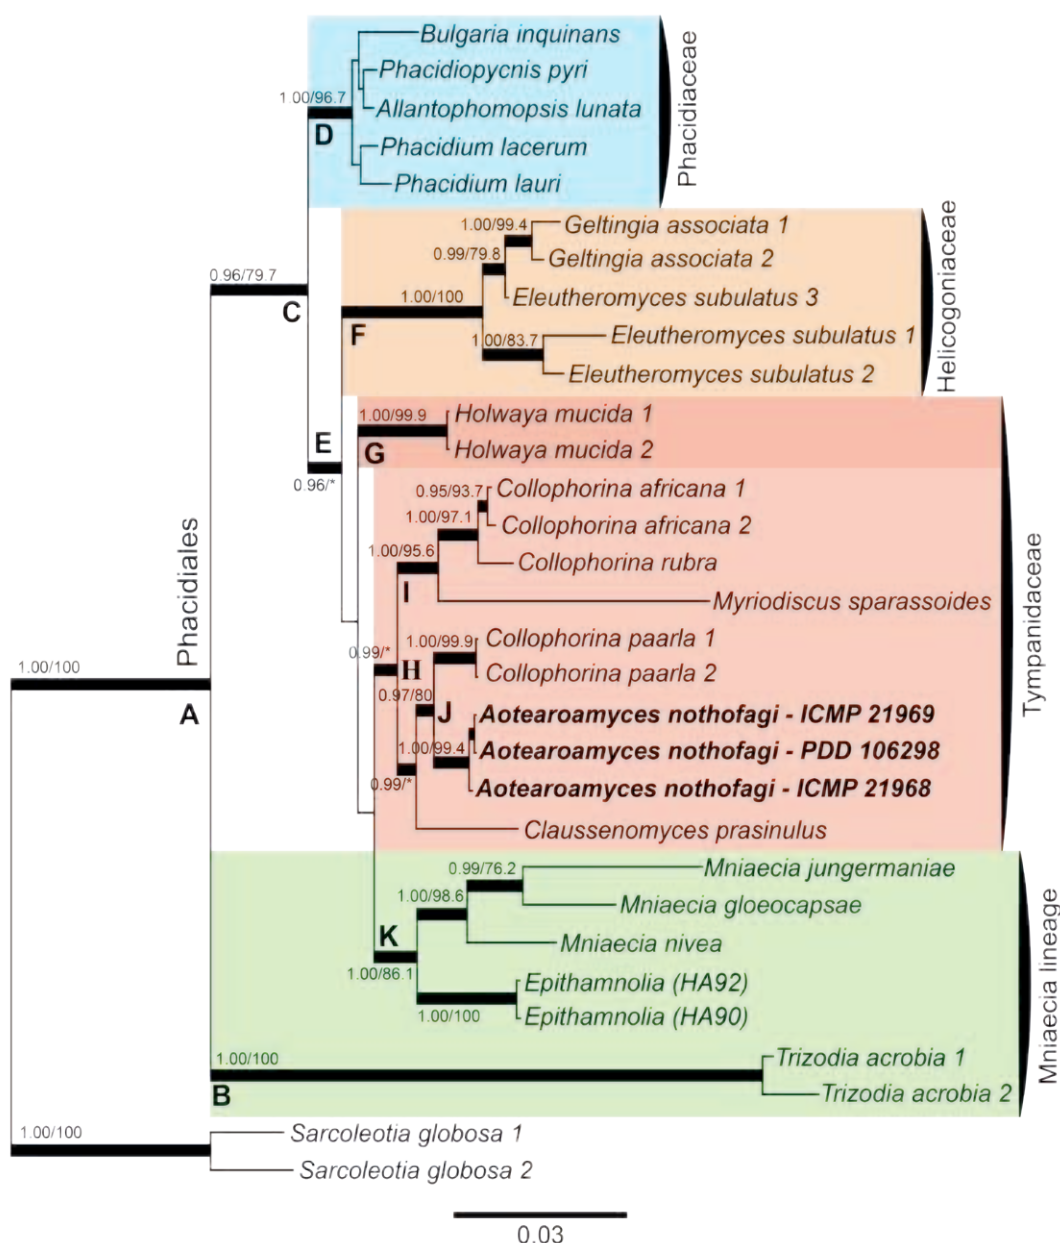 Bulgaria inquinans
Phacidiopycnis pyri
1.00/96.7
Allantophomopsis lunata
D
Phacidium lacerum
Phacidium lauri
Phacidiaceae
1.00/99.4
Geltingia associata 1
0.99/79.8
Geltingia associata 2
0.96/79.7
1.00/100
Eleutheromyces subulatus 3
C
F
1.00/83.7
Eleutheromyces subulatus 1
Eleutheromyces subulatus 2
Helicogoniaceae
1.00/99.9
Holwaya mucida 1
E
G
Holwaya mucida 2
0.96/*
0.95/93.7
Collophorina africana 1
1.00/97.1
Collophorina africana 2
1.00/95.6
Collophorina rubra
I
Myriodiscus sparassoides
Phacidiales
1.00/99.9
Collophorina paarla 1
0.99/*
H
1.00/100
Collophorina paarla 2
0.97/80
A
J
Aotearoamyces nothofagi - ICMP 21969
1.00/99.4
Aotearoamyces nothofagi - PDD 106298
0.99/*
Aotearoamyces nothofagi - ICMP 21968
Claussenomyces prasinulus
Tympanidaceae
0.99/76.2
Mniaecia jungermaniae
1.00/98.6
Mniaecia gloeocapsae
K
Mniaecia nivea
1.00/86.1
Epithamnolia (HA92)
1.00/100
Epithamnolia (HA90)
1.00/100
Trizodia acrobia 1
B
Trizodia acrobia 2
Mniaecia lineage
1.00/100
Sarcoleotia globosa 1
Sarcoleotia globosa 2
0.03